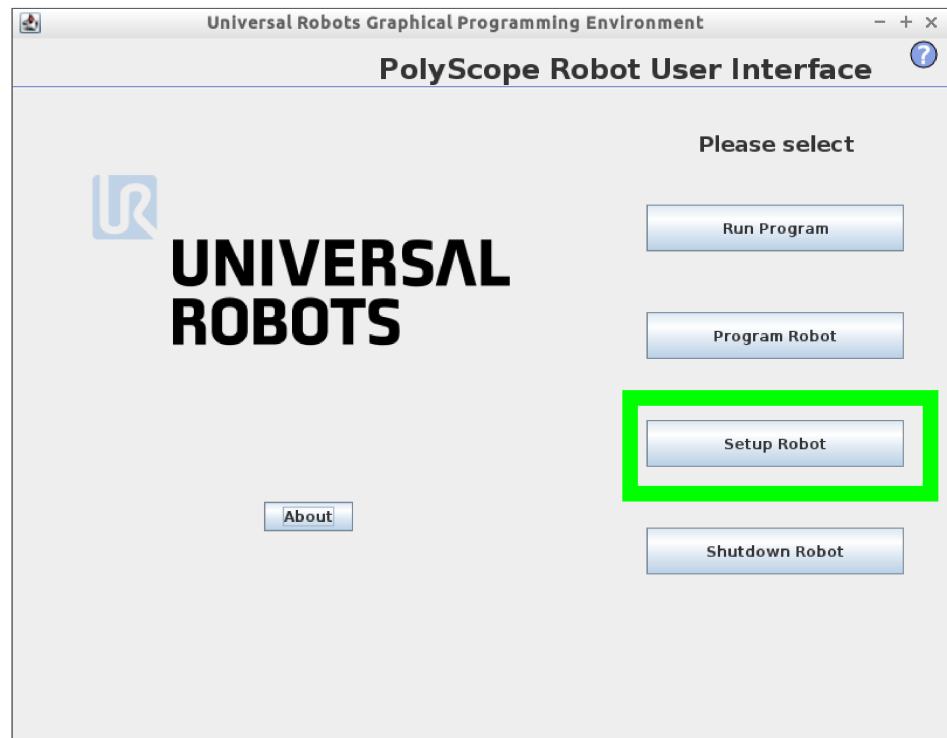 Universal Robots Graphical Programming Environment
PolyScope Robot User Interface
?
Please select
UR
UNIVERSAL
ROBOTS
Run Program
Program Robot
Setup Robot
About
Shutdown Robot